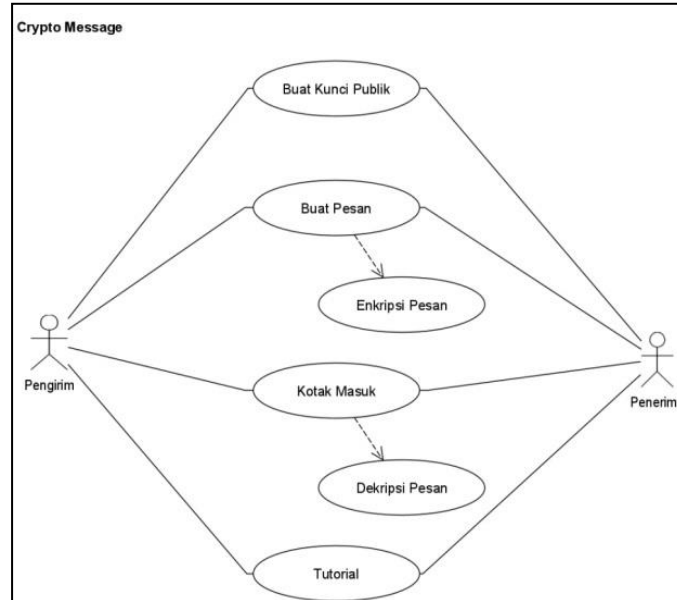 Crypto Message
Buat Kunci Publik
Buat Pesan
Enkripsi Pesan
Pengirim
Kotak Masuk
Penerim
Dekripsi Pesan
Tutorial